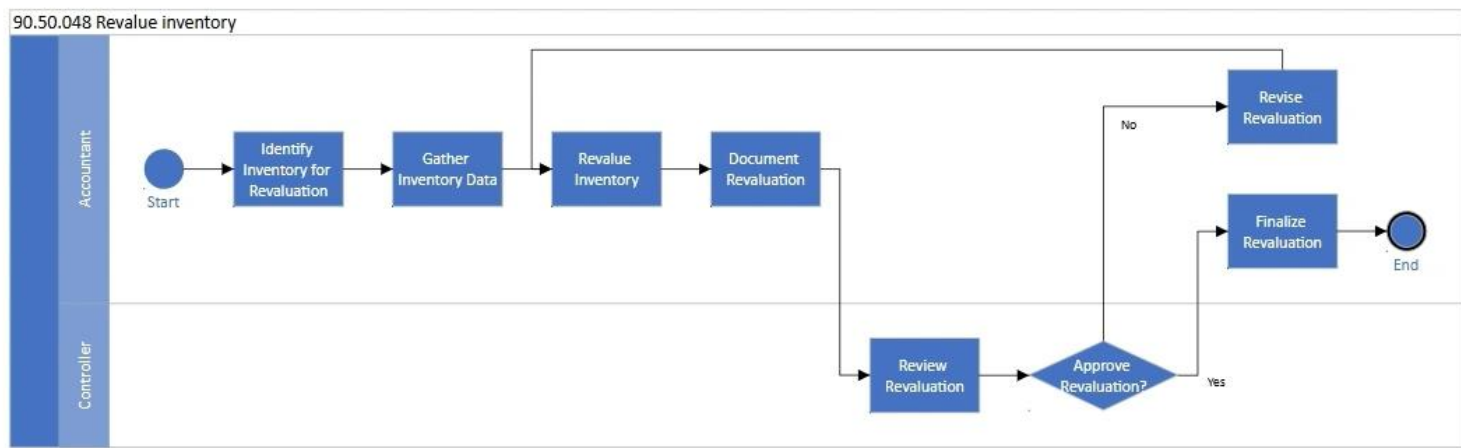 90.50.048 Revalue inventory
Accountant
Start
Identify
Inventory for
Revaluation
Gather
Inventory Data
Revalue
Inventory
Document
Revaluation
No
Revise
Revaluation
Finalize
Revaluation
End
Controller
Review
Revaluation
Approve
Revaluation?
Yes